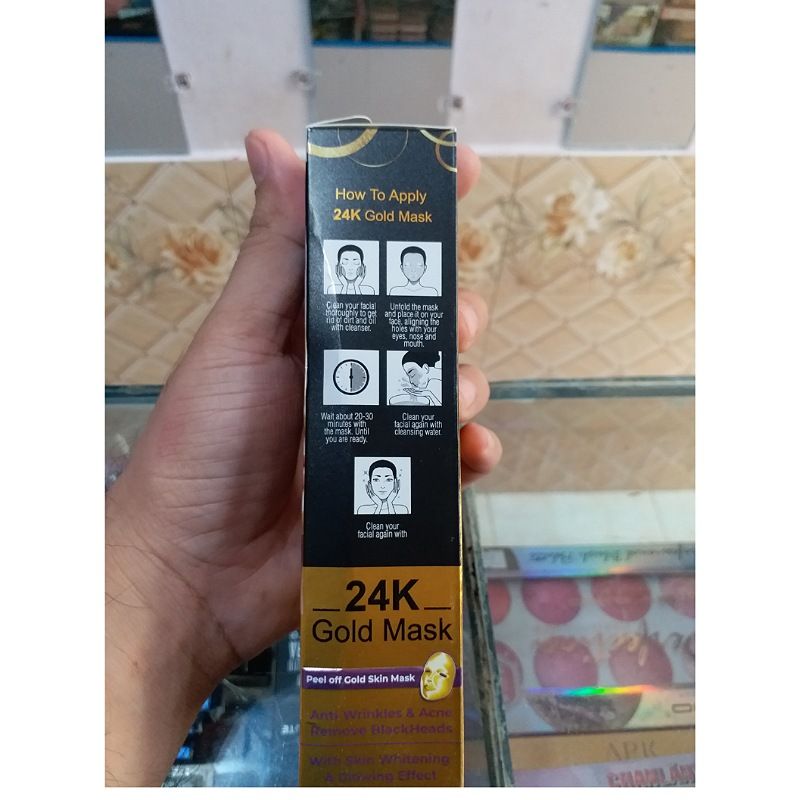 How To Apply
24K Gold Mask
Clean your facial
thoroughly to get
rid of dirt and oil
with cleanser.
Unfold the mask
and place it on your
face, aligning the
holes with your
eyes, nose and
mouth.
Wait about 20-30
minutes with
the mask. Until
you are ready.
Clean your
facial again with
cleansing water.
Clean your
facial again with
24K
Gold Mask
Peel off Gold Skin Mask
Anti Wrinkles & Acne
Remove BlackHeads
With Skin Whitening
& Glowing Effect